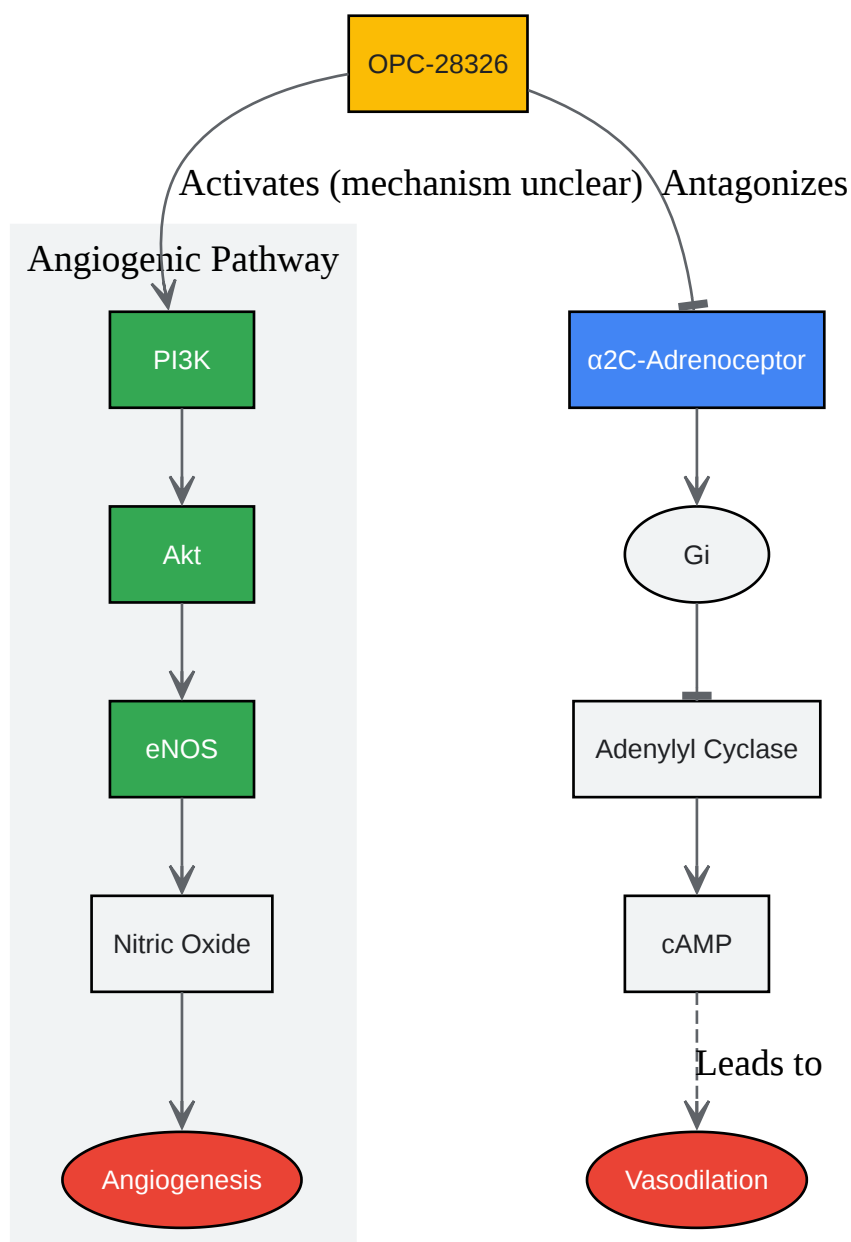 OPC-28326
Activates (mechanism unclear)
Antagonizes
Angiogenic Pathway
PI3K
α2C-Adrenoceptor
Akt
Gi
eNOS
Adenylyl Cyclase
Nitric Oxide
cAMP
Leads to
Angiogenesis
Vasodilation